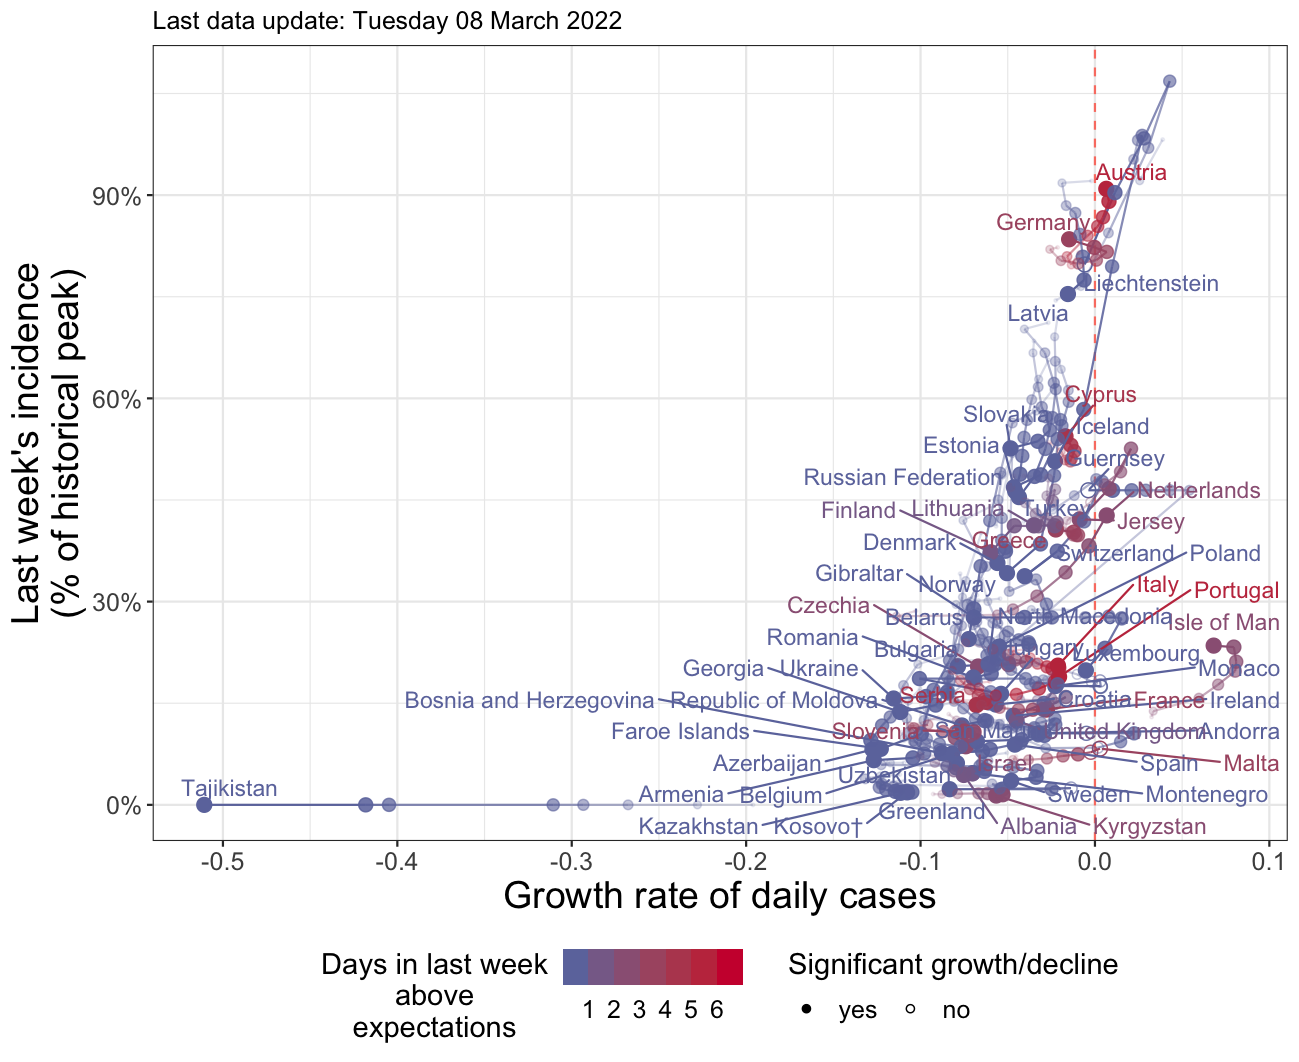 Last data update: Tuesday 08 March 2022
Last week's incidence
(% of historical peak)
90%
60%
30%
0%
Austria
Germany
Liechtenstein
Latvia
Cyprus
Slovakia
Iceland
Estonia
Guernsey
Russian Federation
Netherlands
Finland
Lithuania
Turkey
Jersey
Denmark
Greece
Switzerland
Poland
Gibraltar
Norway
Italy
Portugal
Czechia
Belarus
North Macedonia
Isle of Man
Romania
Bulgaria
Hungary
Luxembourg
Georgia
Ukraine
Monaco
Bosnia and Herzegovina
Republic of Moldova
Serbia
Croatia
France
Ireland
Faroe Islands
Slovenia
United Kingdom
Andorra
Azerbaijan
Israel
Spain
Malta
Uzbekistan
Tajikistan
Armenia
Belgium
Sweden
Montenegro
Greenland
Kazakhstan
Kosovo†
Albania
Kyrgyzstan
-0.5
-0.4
-0.3
-0.2
-0.1
0.0
0.1
Growth rate of daily cases
Days in last week
above
expectations
1 2 3 4 5 6
Significant growth/decline
yes
no